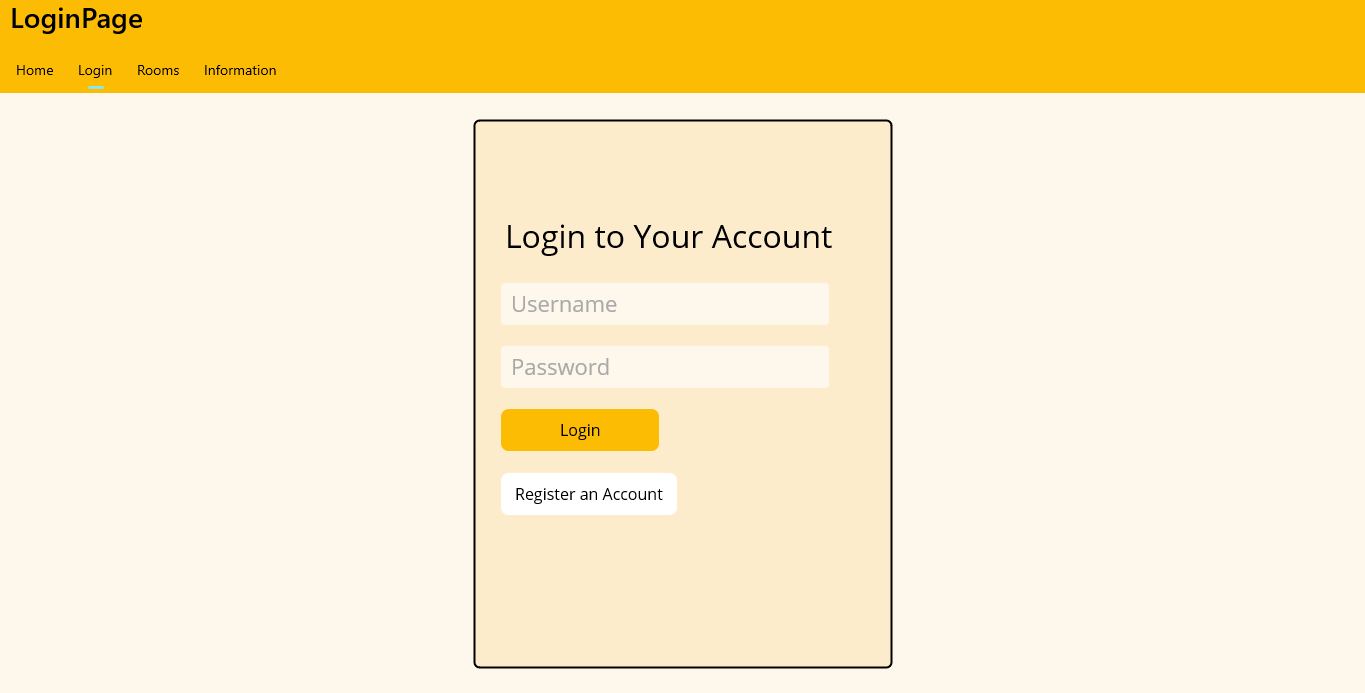 LoginPage
Home Login Rooms Information
Login to Your Account
Username
Password
Login
Register an Account